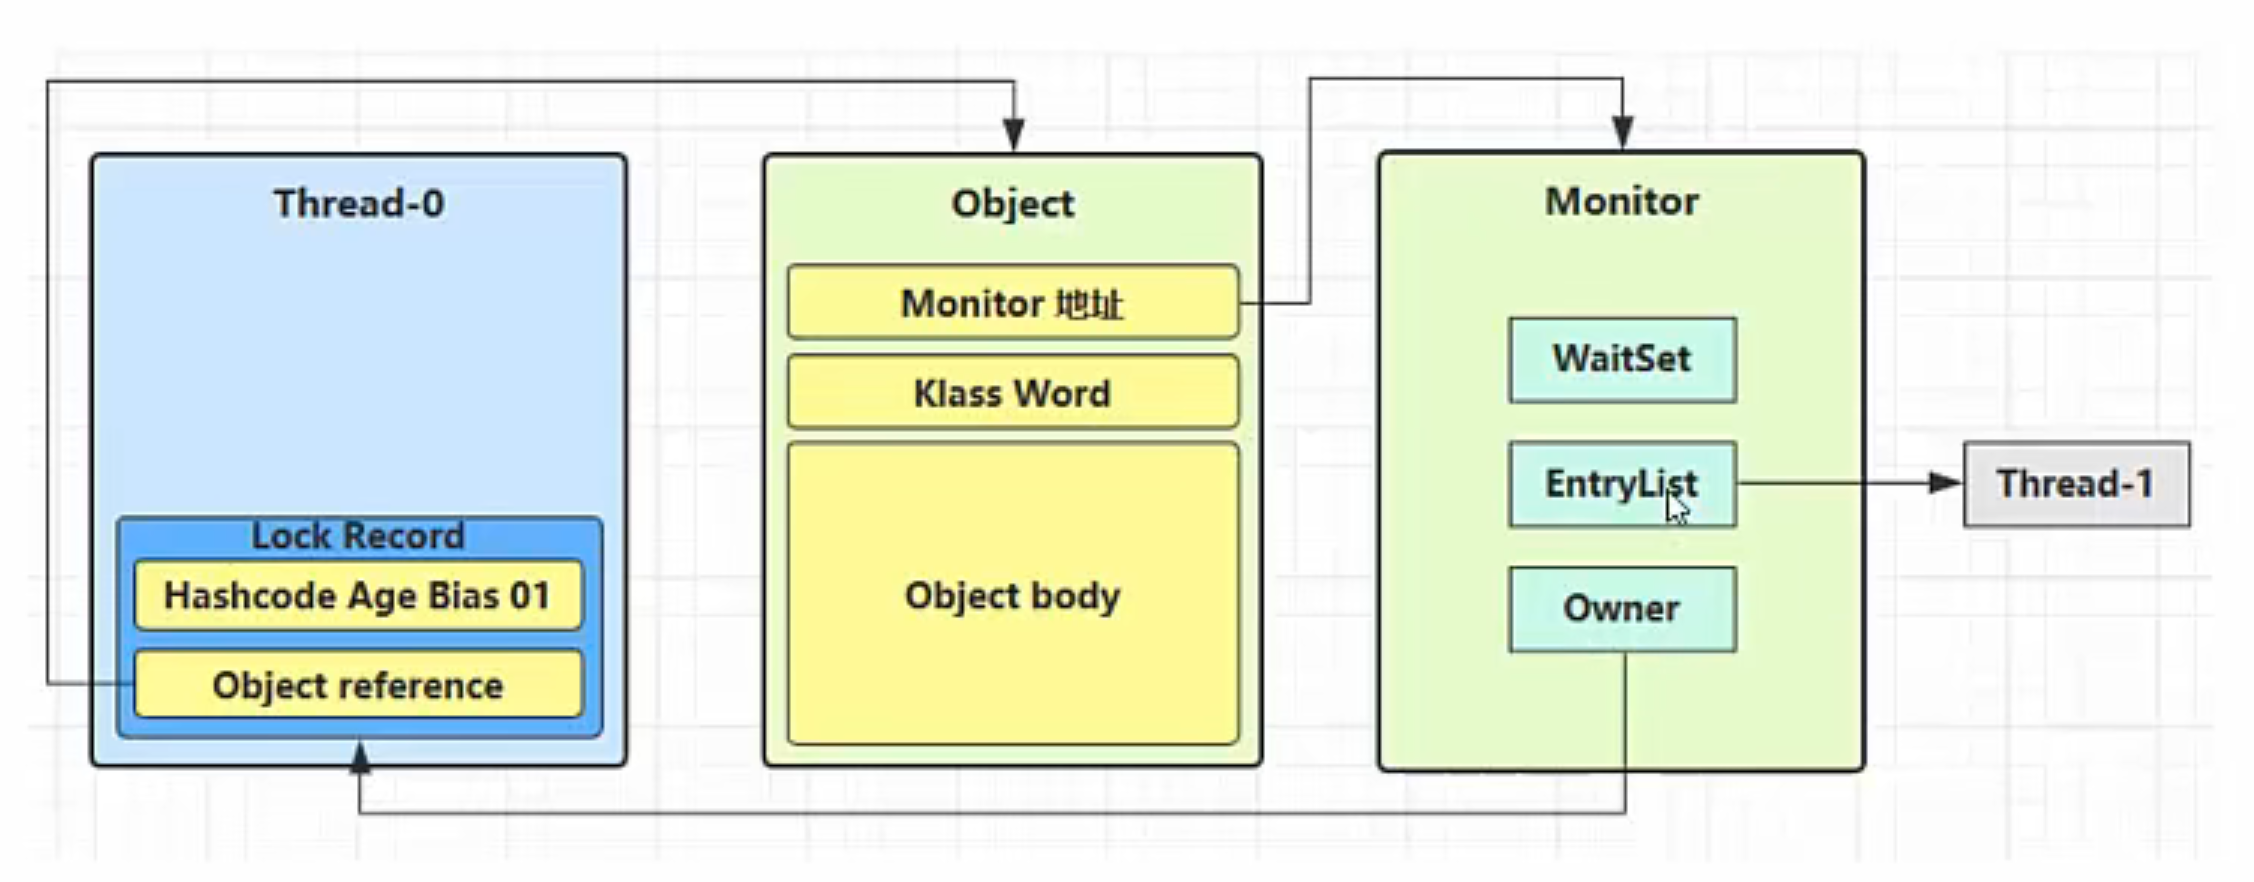 Thread-0
Lock Record
Hashcode Age Bias 01
Object reference
Object
Monitor 地址
Klass Word
Object body
Monitor
WaitSet
EntryList
Owner
Thread-1